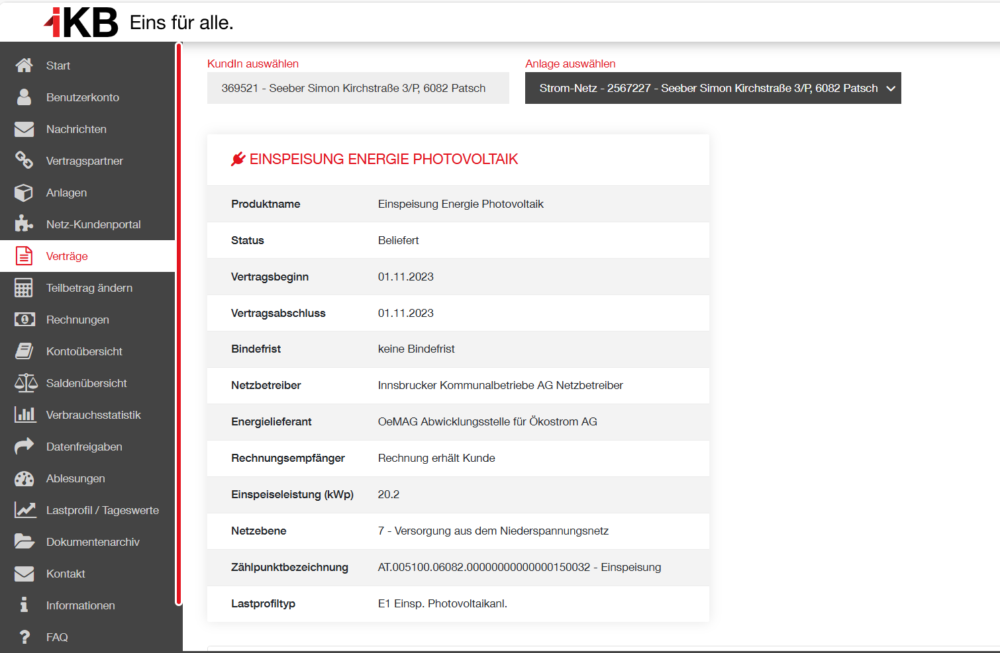 iKB Eins für alle.
Start
Benutzerkonto
Nachrichten
Vertragspartner
Anlagen
Netz-Kundenportal
Verträge
Teilbetrag ändern
Rechnungen
Kontoübersicht
Saldenübersicht
Verbrauchsstatistik
Datenfreigaben
Ablesungen
Lastprofil / Tageswerte
Dokumentenarchiv
Kontakt
Informationen
FAQ
KundIn auswählen
369521 - Seeber Simon Kirchstraße 3/P, 6082 Patsch
Anlage auswählen
Strom-Netz - 2567227 - Seeber Simon Kirchstraße 3/P, 6082 Patsch
EINSPEISUNG ENERGIE PHOTOVOLTAIK
Produktname Einspeisung Energie Photovoltaik
Status Beliefert
Vertragsbeginn 01.11.2023
Vertragsabschluss 01.11.2023
Bindefrist keine Bindefrist
Netzbetreiber Innsbrucker Kommunalbetriebe AG Netzbetreiber
Energielieferant OeMAG Abwicklungsstelle für Ökostrom AG
Rechnungsempfänger Rechnung erhält Kunde
Einspeiseleistung (kWp) 20.2
Netzebene 7 - Versorgung aus dem Niederspannungsnetz
Zählpunktbezeichnung AT.005100.06082.00000000000000150032 - Einspeisung
Lastprofiltyp E1 Einsp. Photovoltaikanl.